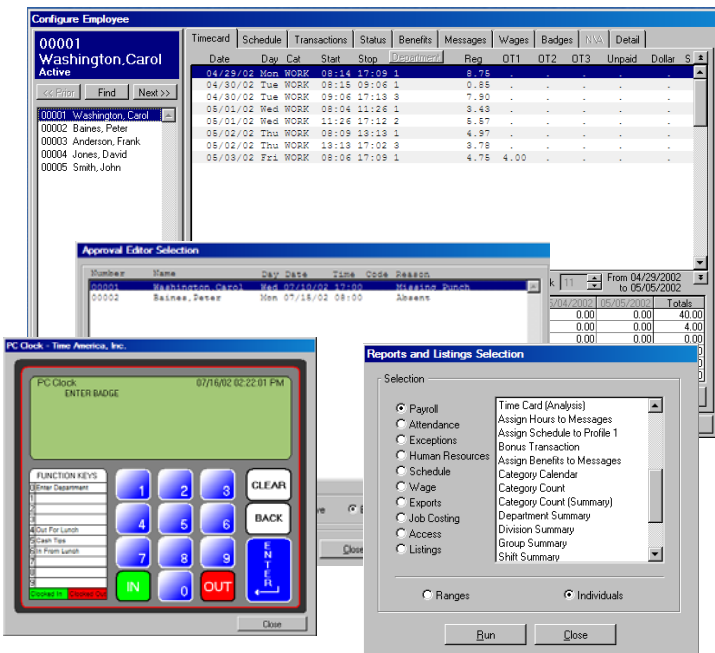 Configure Employee
00001
Washington,Carol
Active
<< Prior Find Next >>
00001 Washington, Carol
00002 Baines, Peter
00003 Anderson, Frank
00004 Jones, David
00005 Smith, John
Timecard Schedule Transactions Status Benefits Messages Wages Badges N\A Detail
Date Day Cat Start Stop Department Reg OT1 OT2 OT3 Unpaid Dollar S
04/29/02 Mon WORK 08:14 17:09 1 8.75 . . . . .
04/30/02 Tue WORK 08:15 09:06 1 0.85 . . . . .
04/30/02 Tue WORK 09:06 17:13 3 7.90 . . . . .
05/01/02 Wed WORK 08:04 11:26 1 3.43 . . . . .
05/01/02 Wed WORK 11:26 17:12 2 5.57 . . . . .
05/02/02 Thu WORK 08:09 13:13 1 4.97 . . . . .
05/02/02 Thu WORK 13:13 17:02 3 3.78 . . . . .
05/03/02 Fri WORK 08:06 17:09 1 4.75 4.00 . . . .
k 11 From 04/29/2002
to 05/05/2002
5/04/2002 05/05/2002 Totals
0.00 0.00 40.00
0.00 0.00 4.00
0.00 0.00 0.00
Approval Editor Selection
Number Name Day Date Time Code Reason
00001 Washington,Carol Wed 07/10/02 17:00 Missing Punch
00002 Baines,Peter Mon 07/15/02 08:00 Absent
Close
PC Clock - Time America, Inc.
PC Clock 07/16/02 02:22:01 PM
ENTER BADGE
FUNCTION KEYS
0 Enter Department
1
2
3
4 Out For Lunch
5 Cash Tips
6 In From Lunch
7
8
9
Clocked In Clocked Out
1 2 3 CLEAR
4 5 6 BACK
7 8 9 ENTER
IN 0 OUT
Close
Reports and Listings Selection
Selection
Payroll
Attendance
Exceptions
Human Resources
Schedule
Wage
Exports
Job Costing
Access
Listings
Time Card (Analysis)
Assign Hours to Messages
Assign Schedule to Profile 1
Bonus Transaction
Assign Benefits to Messages
Category Calendar
Category Count
Category Count (Summary)
Department Summary
Division Summary
Group Summary
Shift Summary
Ranges Individuals
Run Close